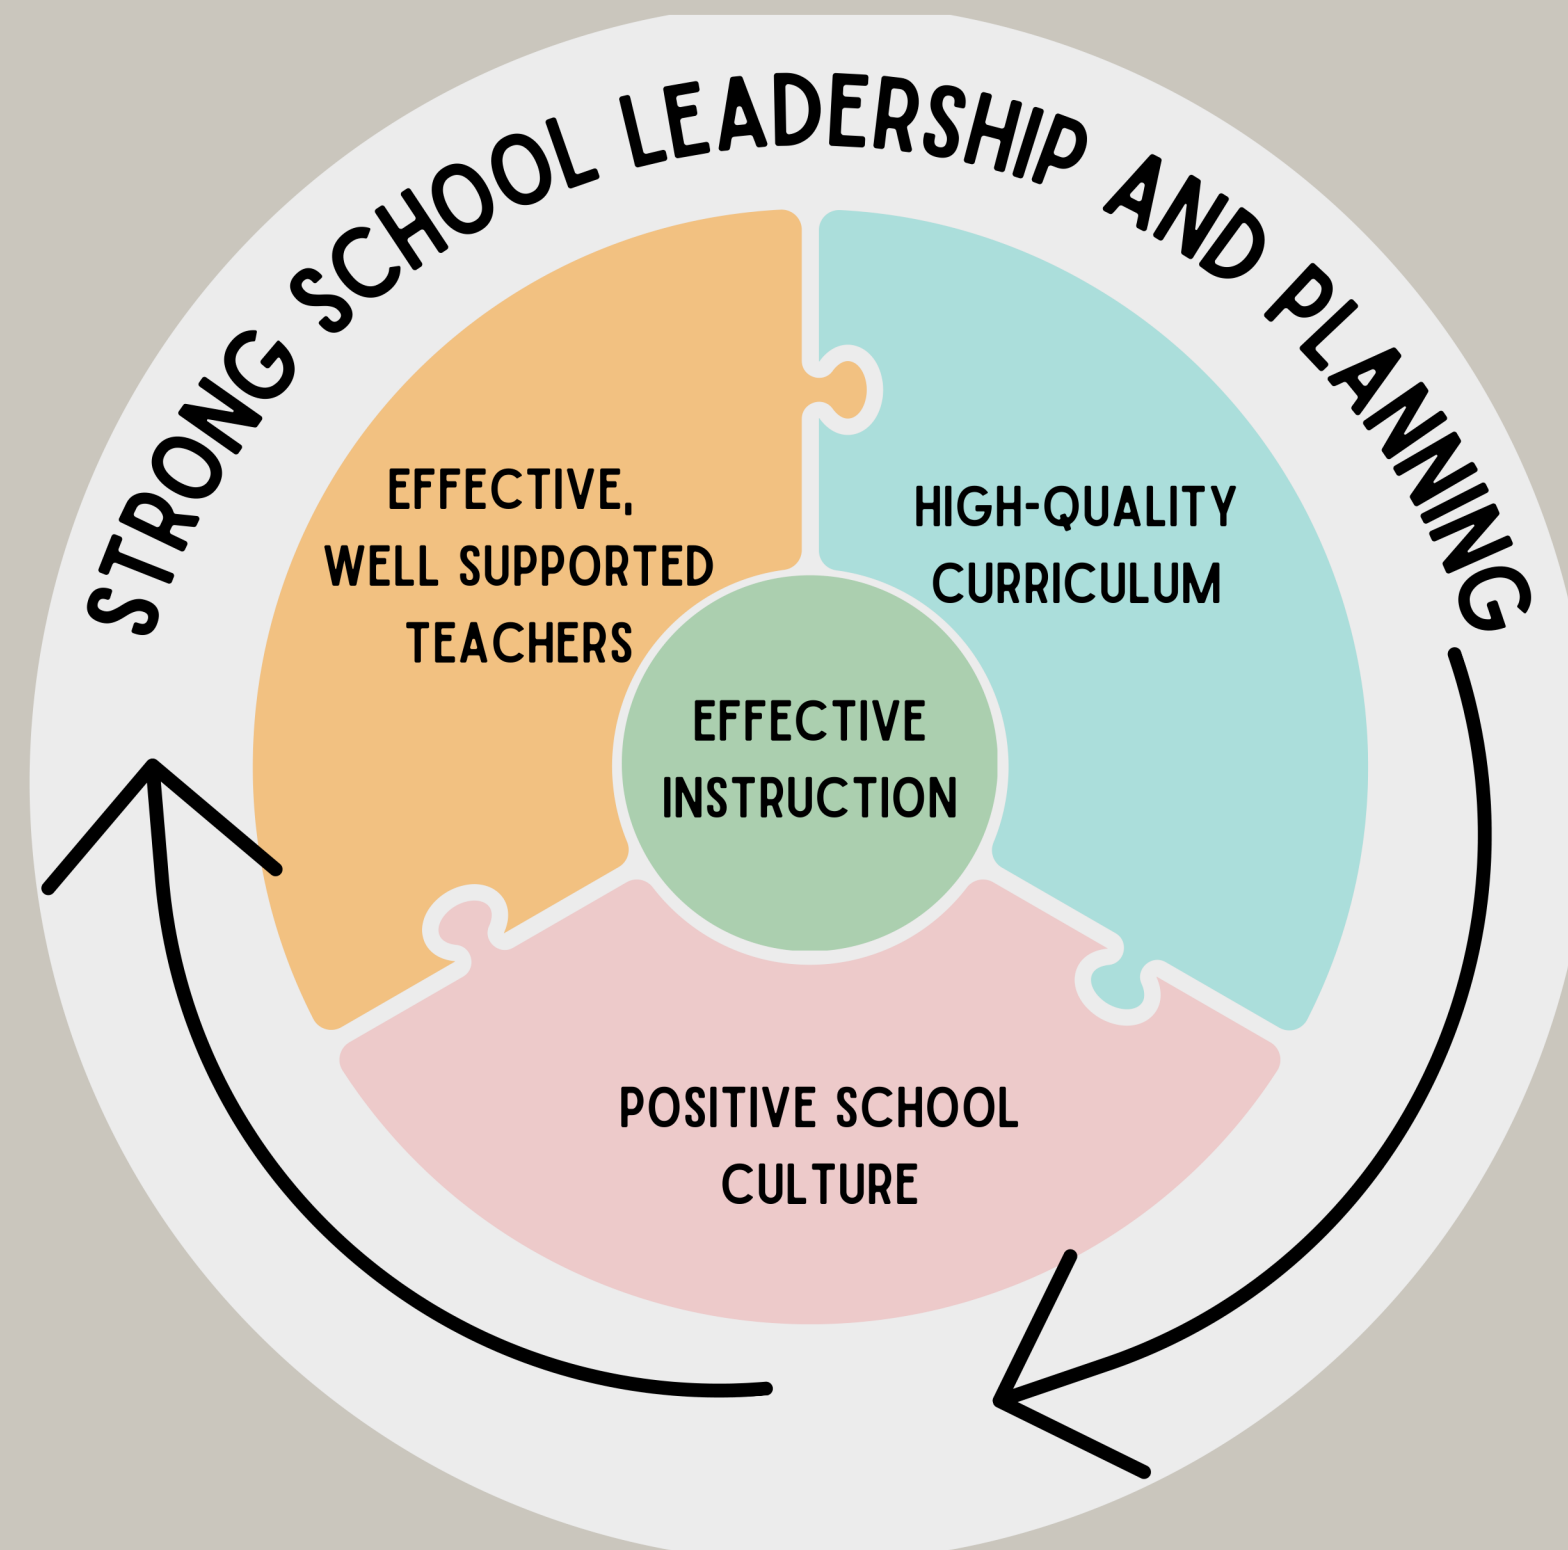 STRONG SCHOOL LEADERSHIP AND PLANNING
EFFECTIVE,
WELL SUPPORTED
TEACHERS
HIGH-QUALITY
CURRICULUM
EFFECTIVE
INSTRUCTION
POSITIVE SCHOOL
CULTURE